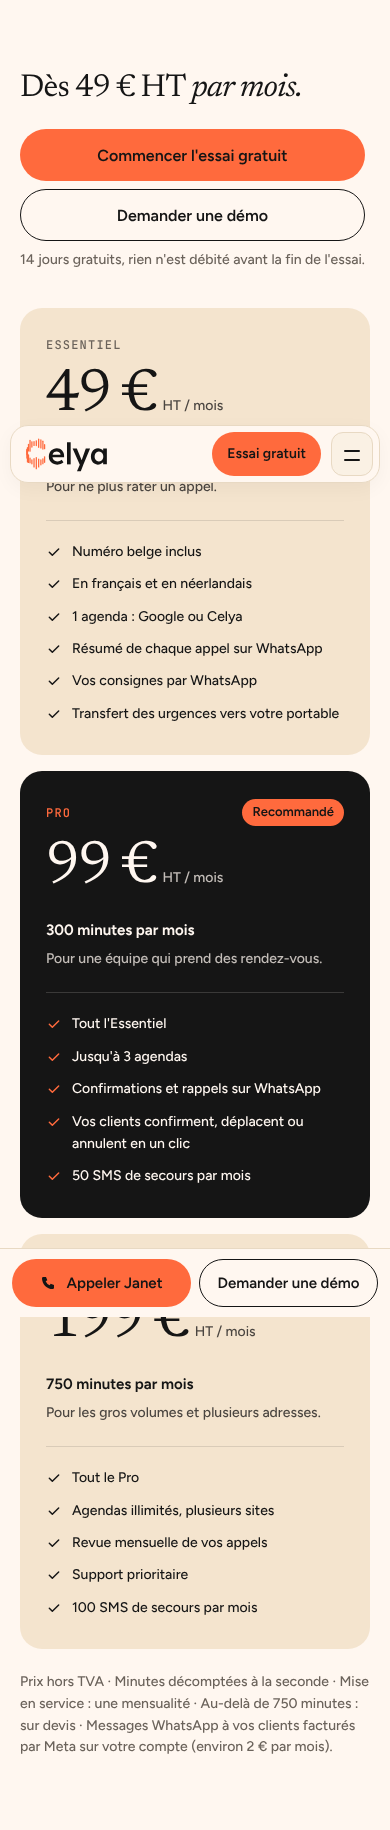 Dès 49 € HT par mois.
Commencer l'essai gratuit
Demander une démo
14 jours gratuits, rien n'est débité avant la fin de l'essai.
ESSENTIEL
49 € HT / mois
Celya
Essai gratuit
Pour ne plus rater un appel.
Numéro belge inclus
En français et en néerlandais
1 agenda : Google ou Celya
Résumé de chaque appel sur WhatsApp
Vos consignes par WhatsApp
Transfert des urgences vers votre portable
PRO
Recommandé
99 € HT / mois
300 minutes par mois
Pour une équipe qui prend des rendez-vous.
Tout l'Essentiel
Jusqu'à 3 agendas
Confirmations et rappels sur WhatsApp
Vos clients confirment, déplacent ou
annulent en un clic
50 SMS de secours par mois
Appeler Janet
Demander une démo
199 € HT / mois
750 minutes par mois
Pour les gros volumes et plusieurs adresses.
Tout le Pro
Agendas illimités, plusieurs sites
Revue mensuelle de vos appels
Support prioritaire
100 SMS de secours par mois
Prix hors TVA · Minutes décomptées à la seconde · Mise
en service : une mensualité · Au-delà de 750 minutes :
sur devis · Messages WhatsApp à vos clients facturés
par Meta sur votre compte (environ 2 € par mois).